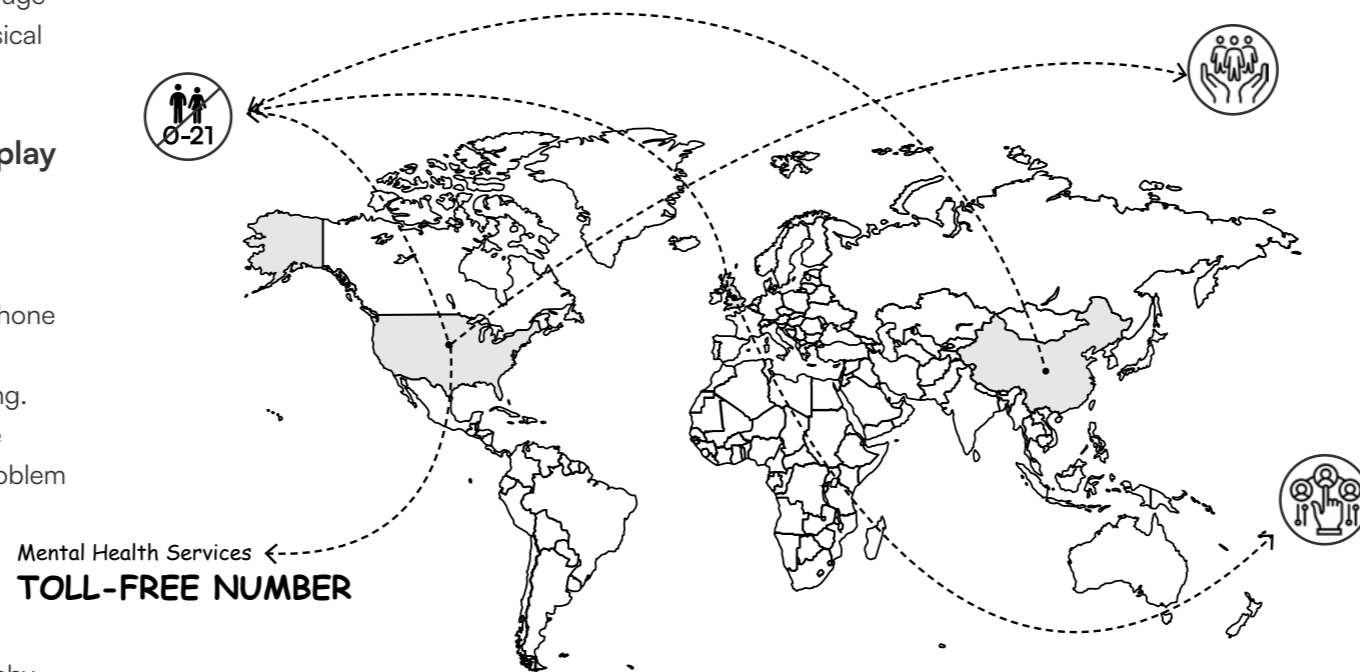 sical
0-21
play
hone
ng.
oblem
Mental Health Services
TOLL-FREE NUMBER